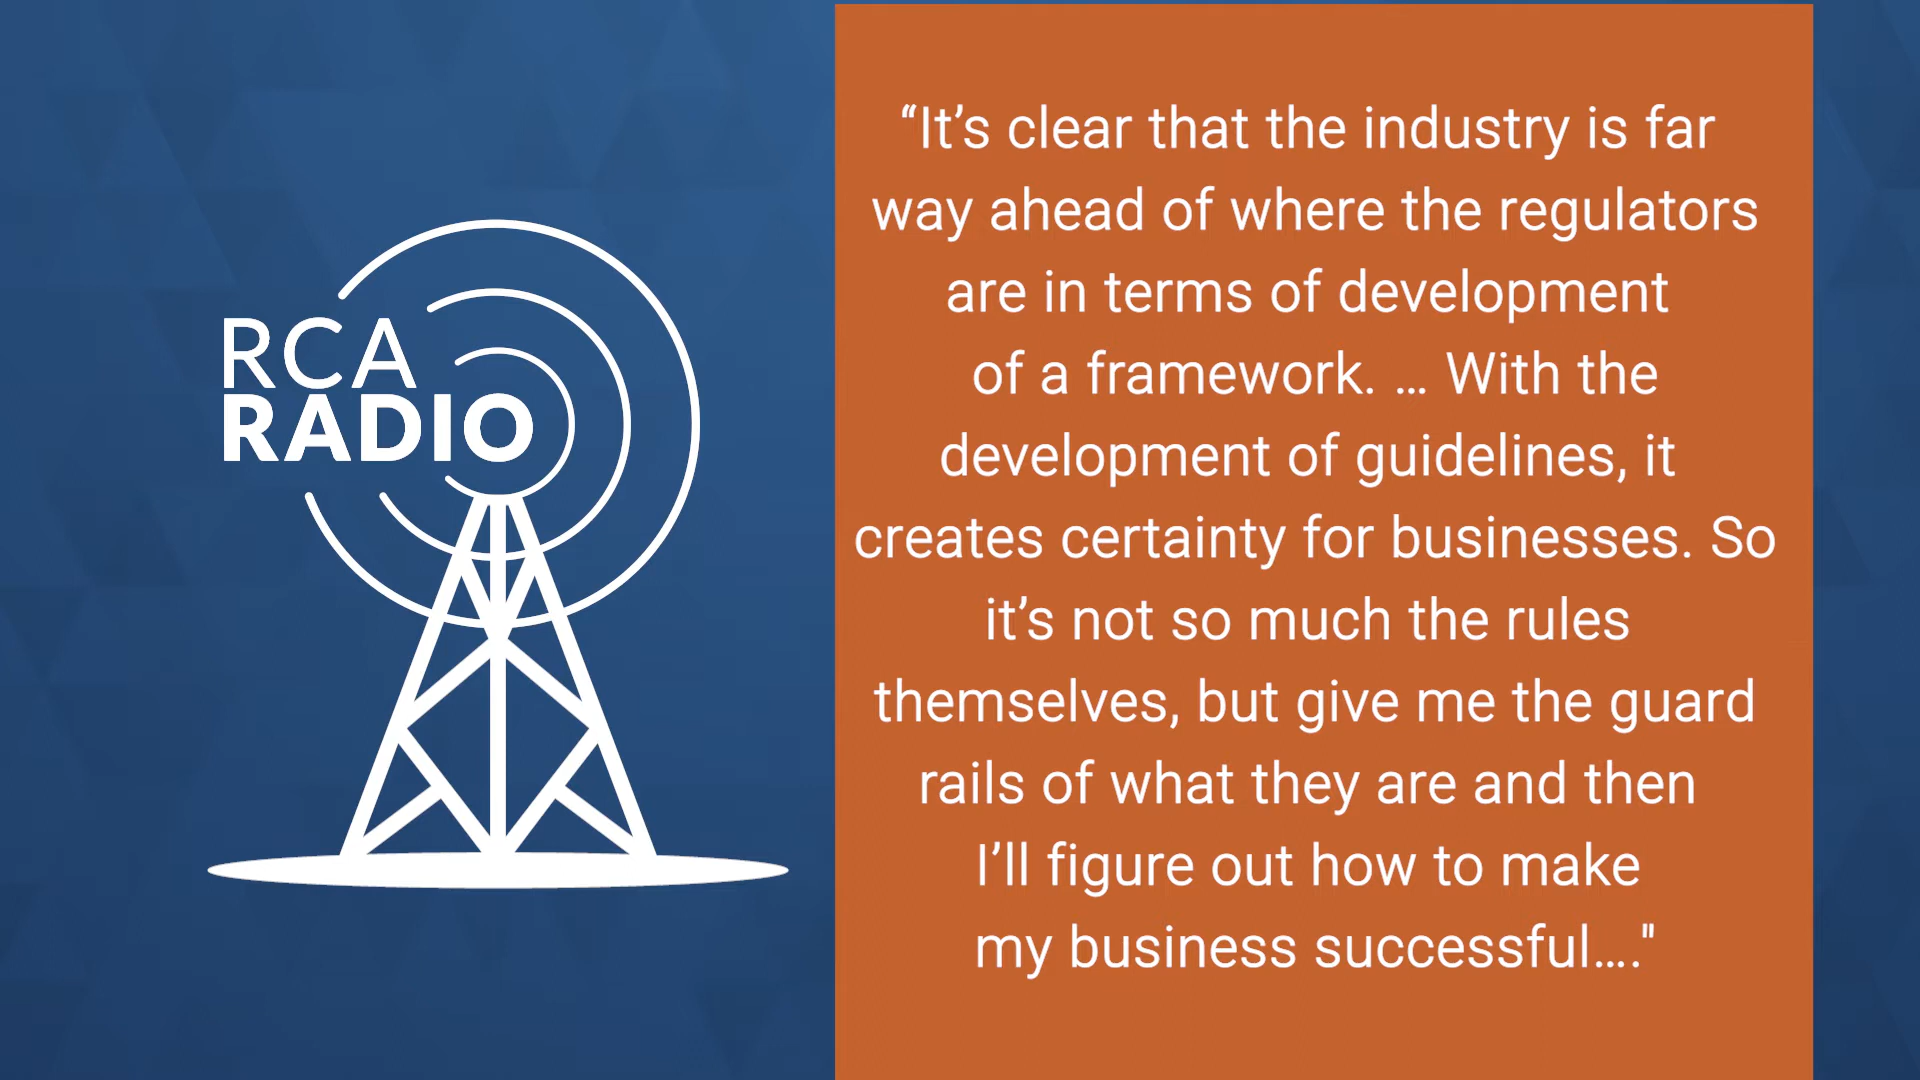 RCA
RADIO
“It’s clear that the industry is far
way ahead of where the regulators
are in terms of development
of a framework. ... With the
development of guidelines, it
creates certainty for businesses. So
it’s not so much the rules
themselves, but give me the guard
rails of what they are and then
I’ll figure out how to make
my business successful...."